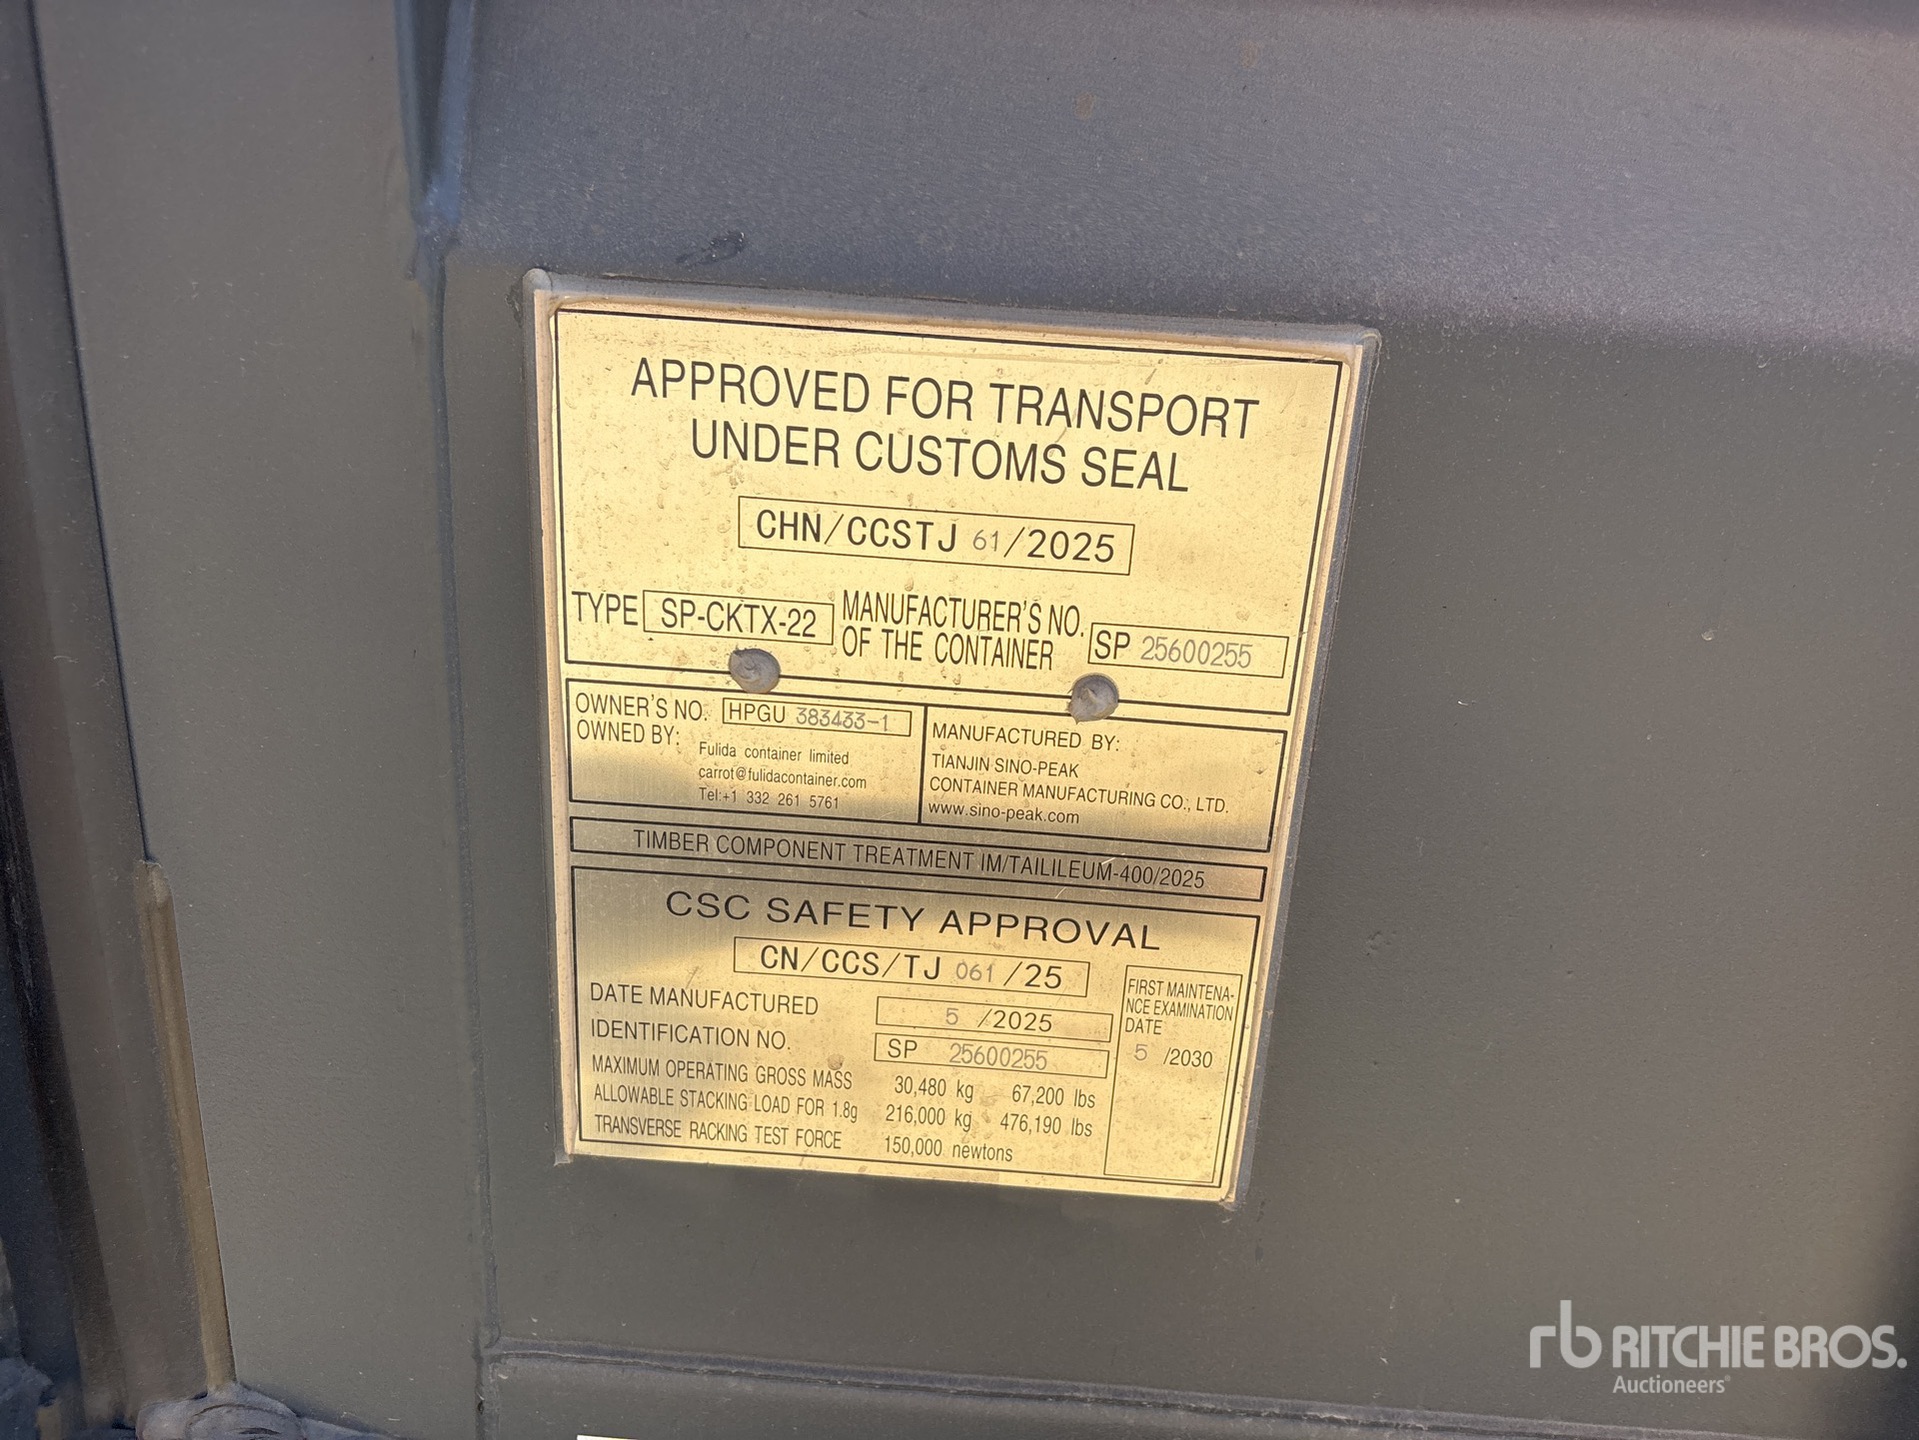 APPROVED FOR TRANSPORT
UNDER CUSTOMS SEAL
CHN/CCSTJ 61/2025
TYPE SP-CKTX-22 MANUFACTURER'S NO. OF THE CONTAINER SP 25600255
OWNER'S NO. HPGU 383433-1
OWNED BY: Fulida container limited
carrot@fulidacontainer.com
Tel:+1 332 261 5761
MANUFACTURED BY:
TIANJIN SINO-PEAK
CONTAINER MANUFACTURING CO., LTD.
www.sino-peak.com
TIMBER COMPONENT TREATMENT IM/TAILILEUM-400/2025
CSC SAFETY APPROVAL
CN/CCS/TJ 061 /25
DATE MANUFACTURED 5 /2025
IDENTIFICATION NO. SP 25600255
MAXIMUM OPERATING GROSS MASS 30,480 kg 67,200 lbs
ALLOWABLE STACKING LOAD FOR 1.8g 216,000 kg 476,190 lbs
TRANSVERSE RACKING TEST FORCE 150,000 newtons
FIRST MAINTENA-
NCE EXAMINATION
DATE
5 /2030
rb RITCHIE BROS.
Auctioneers